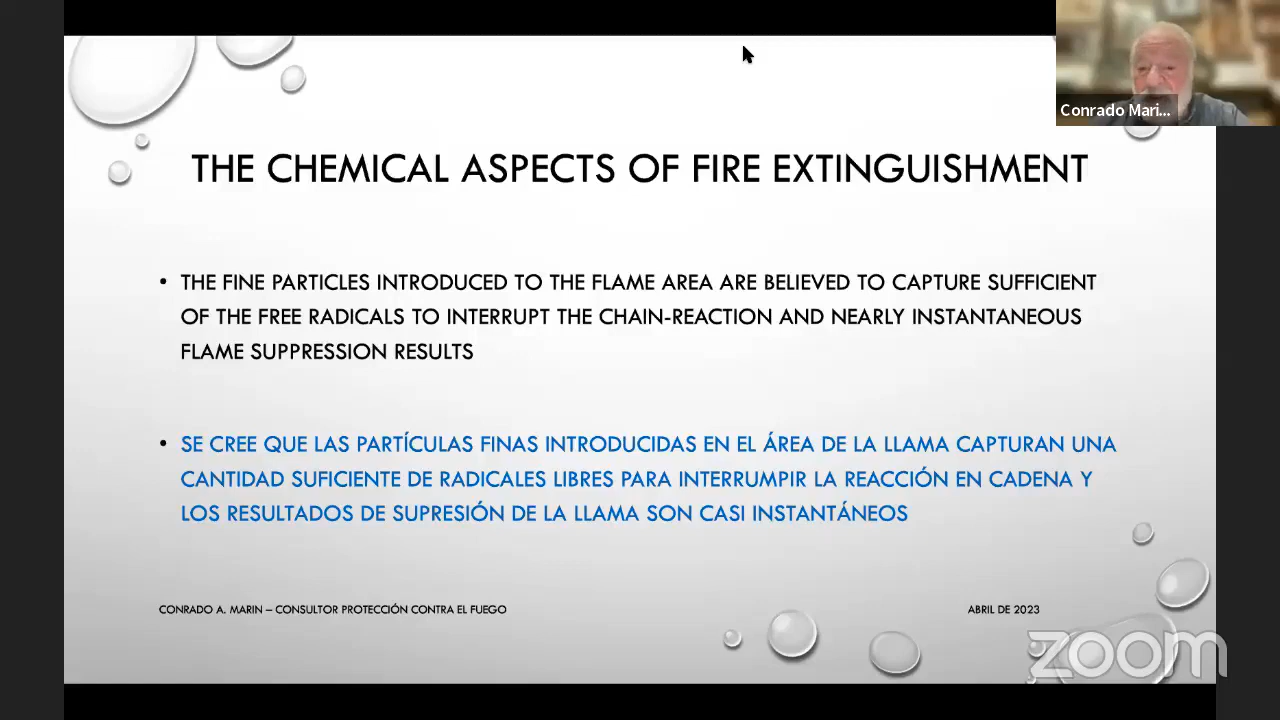 Conrado Mari...
THE CHEMICAL ASPECTS OF FIRE EXTINGUISHMENT
• THE FINE PARTICLES INTRODUCED TO THE FLAME AREA ARE BELIEVED TO CAPTURE SUFFICIENT
OF THE FREE RADICALS TO INTERRUPT THE CHAIN-REACTION AND NEARLY INSTANTANEOUS
FLAME SUPPRESSION RESULTS
• SE CREE QUE LAS PARTÍCULAS FINAS INTRODUCIDAS EN EL ÁREA DE LA LLAMA CAPTURAN UNA
CANTIDAD SUFICIENTE DE RADICALES LIBRES PARA INTERRUMPIR LA REACCIÓN EN CADENA Y
LOS RESULTADOS DE SUPRESIÓN DE LA LLAMA SON CASI INSTANTÁNEOS
CONRADO A. MARIN – CONSULTOR PROTECCIÓN CONTRA EL FUEGO
ABRIL DE 2023
zoom